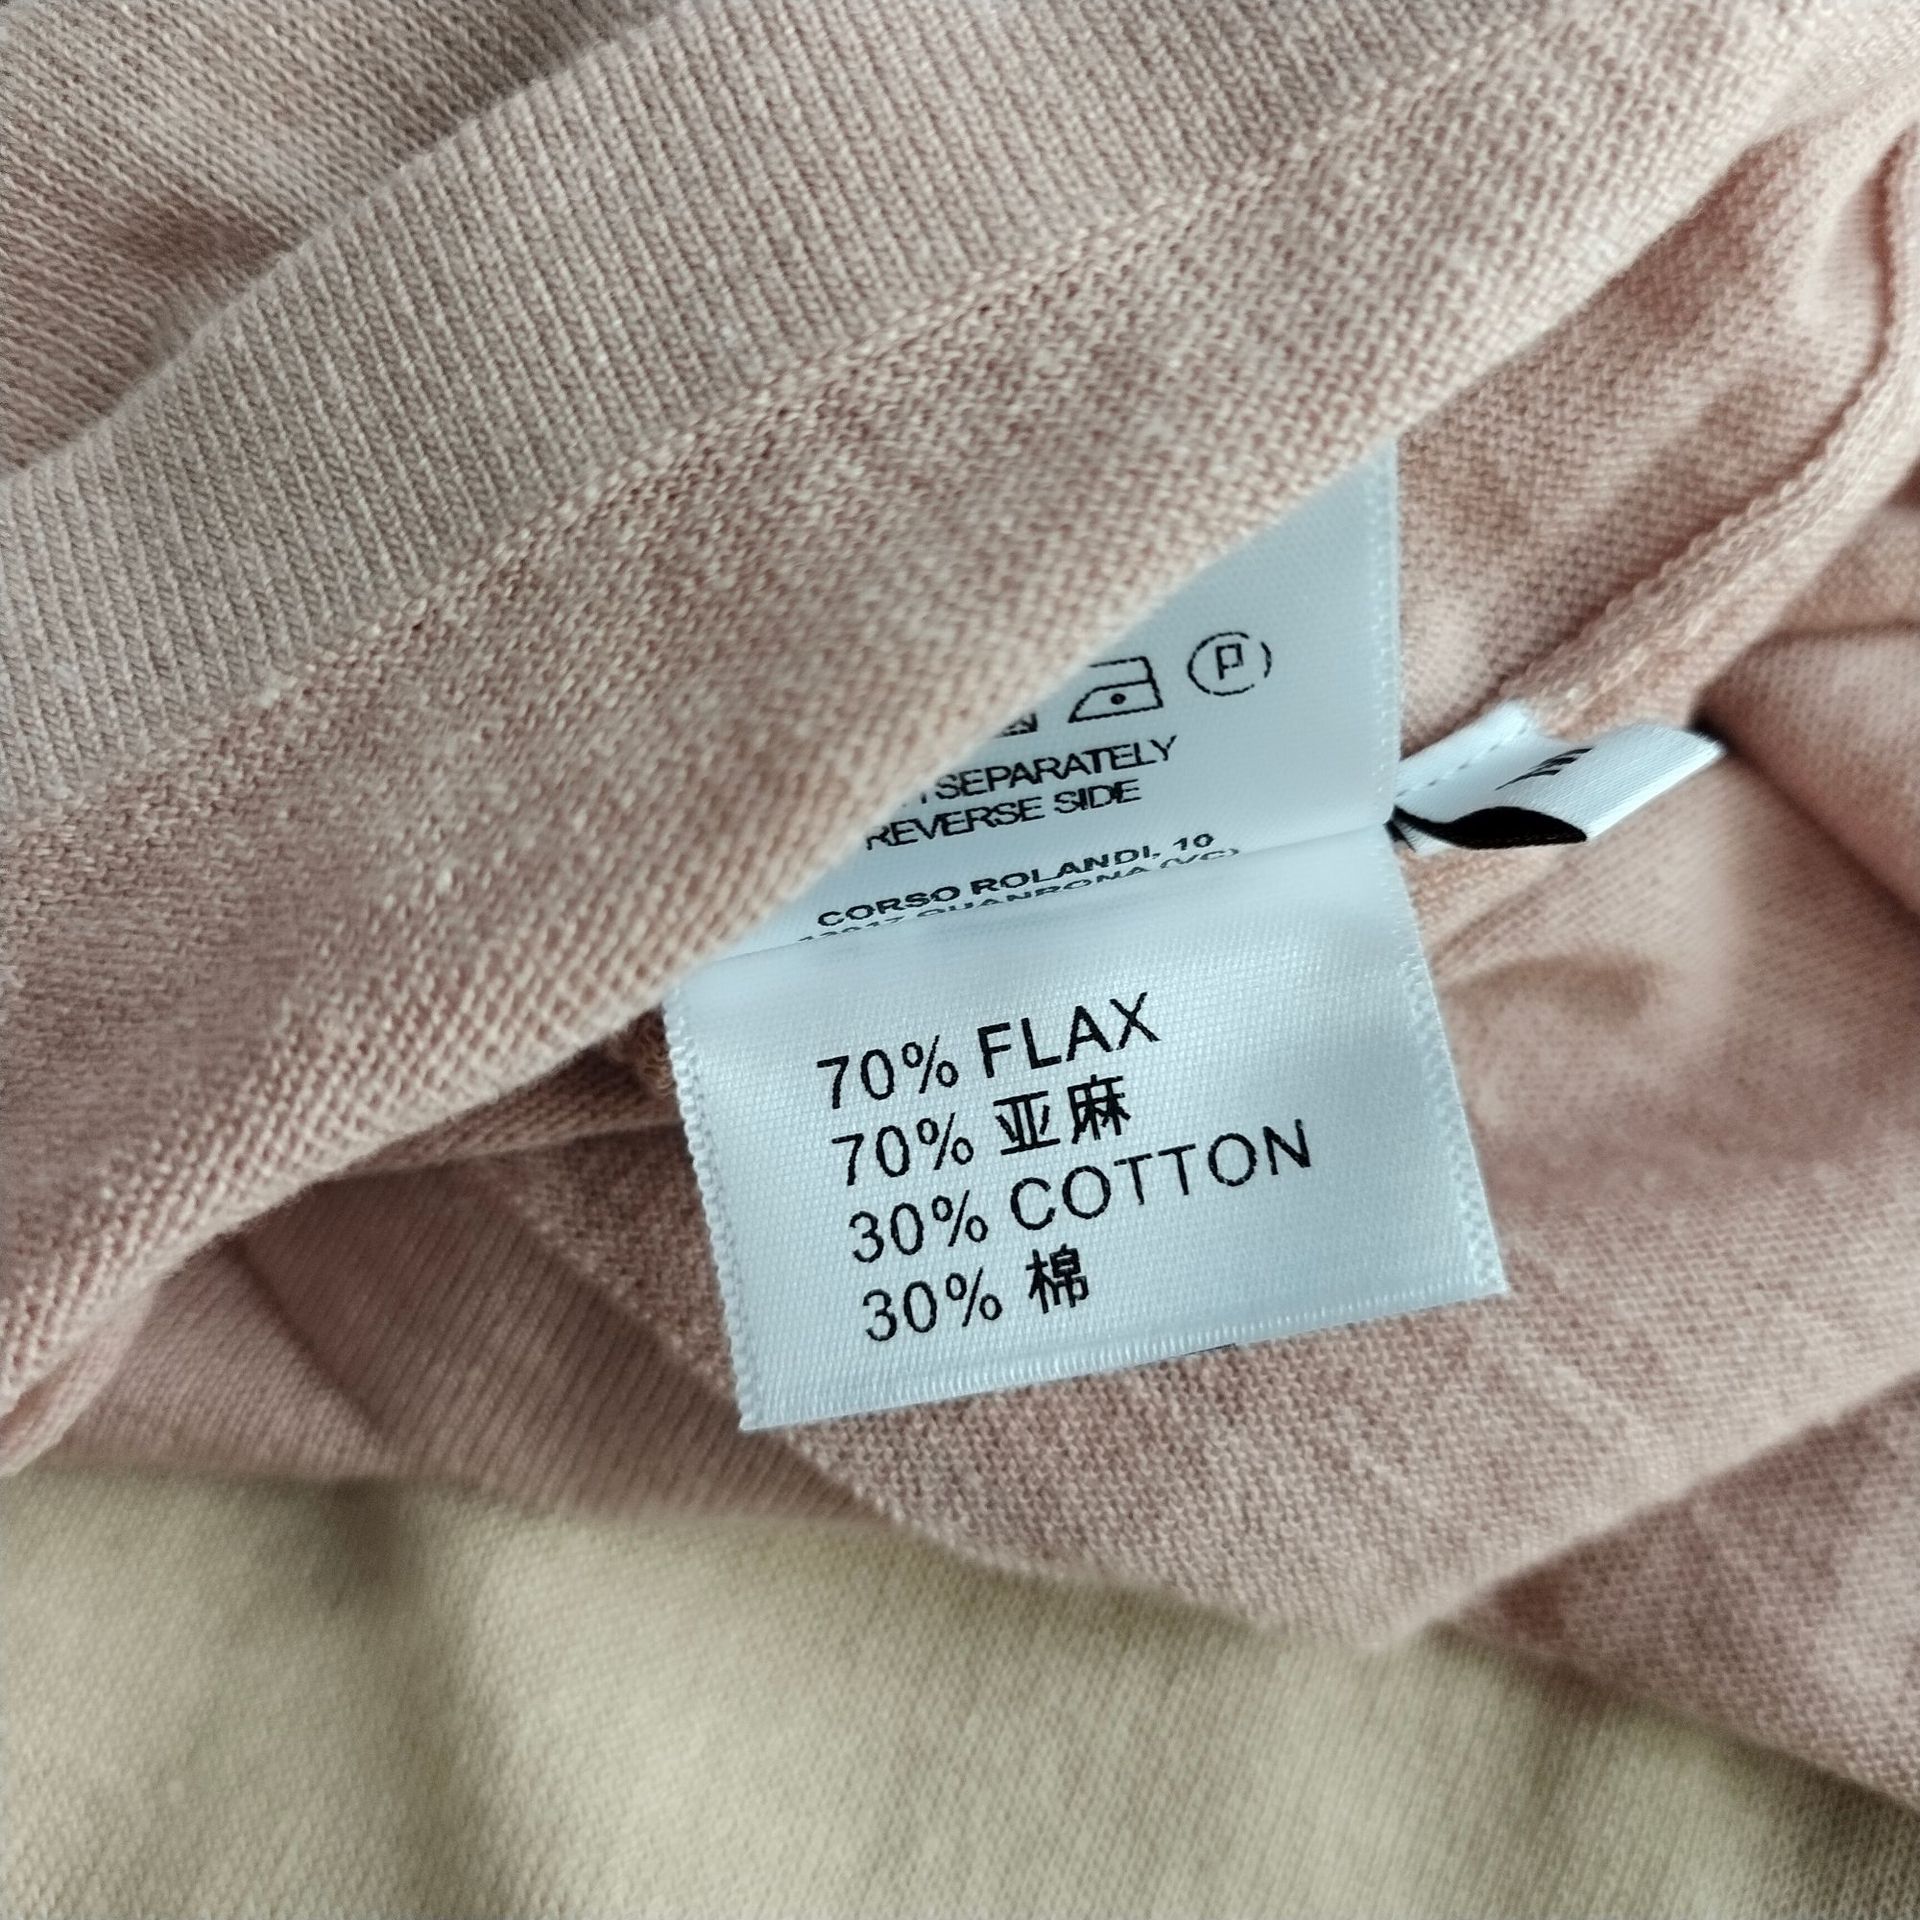 SEPARATELY
REVERSE SIDE
CORSO ROLANDI, 10
70% FLAX
70% 亚麻
30% COTTON
30% 棉